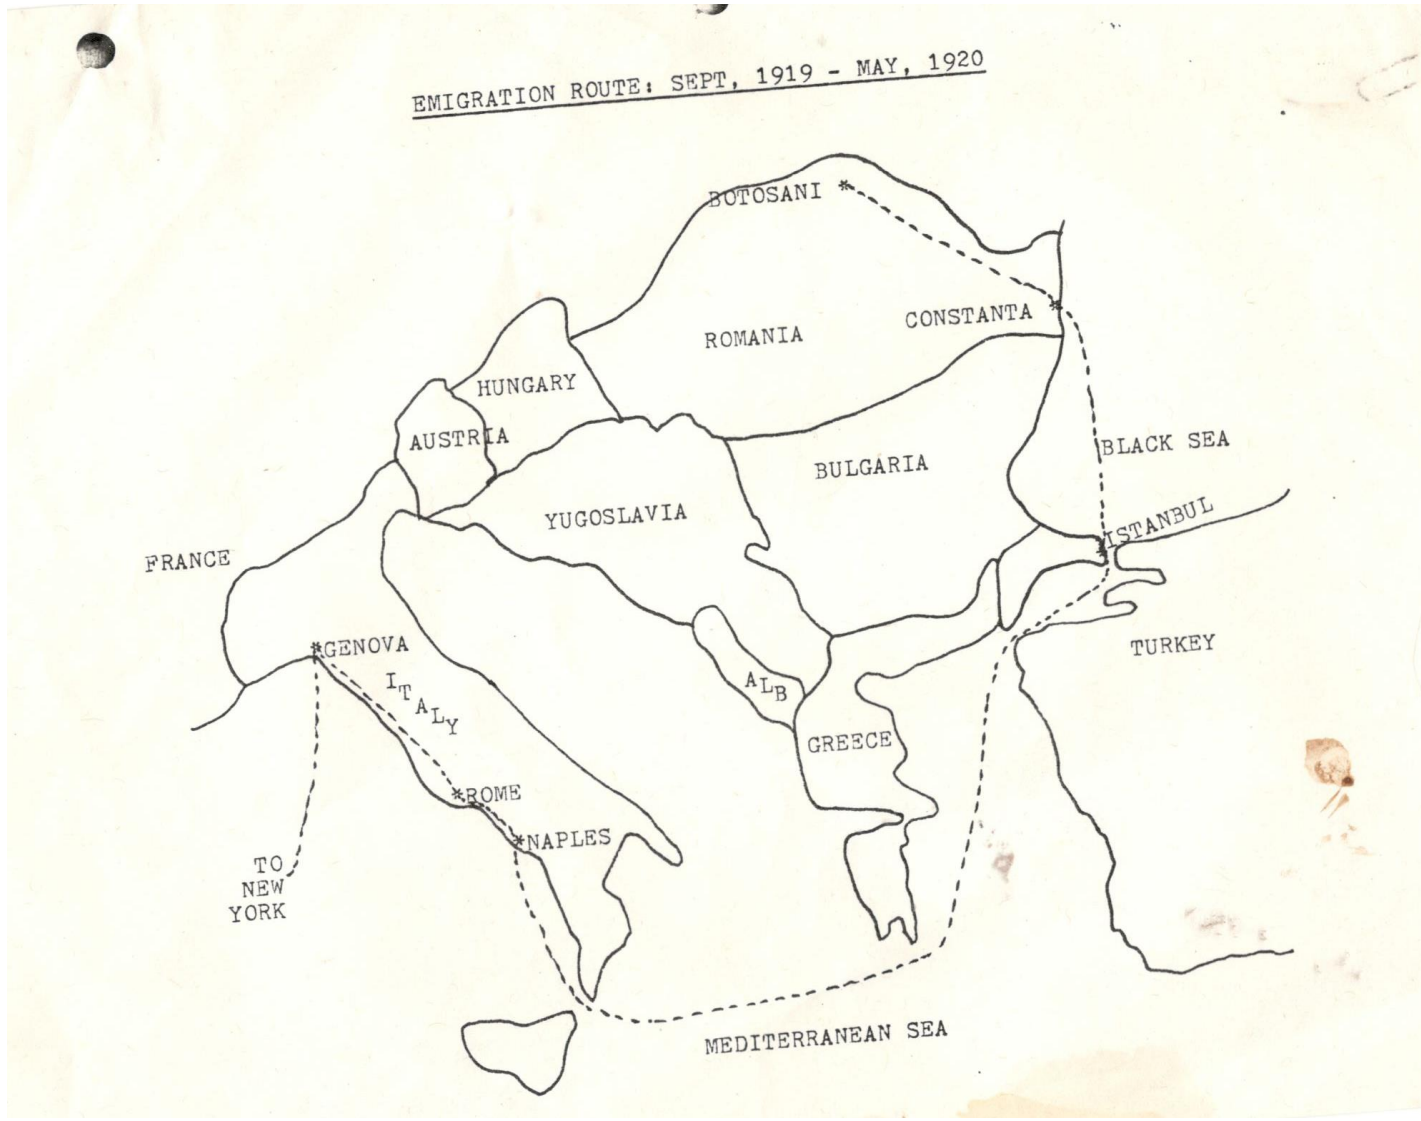 EMIGRATION ROUTE: SEPT, 1919 - MAY, 1920
BOTOSANI
CONSTANTA
ROMANIA
HUNGARY
AUSTRIA
BLACK SEA
BULGARIA
YUGOSLAVIA
ISTANBUL
FRANCE
TURKEY
GENOVA
ITALY
ALB
GREECE
ROME
NAPLES
TO
NEW
YORK
MEDITERRANEAN SEA